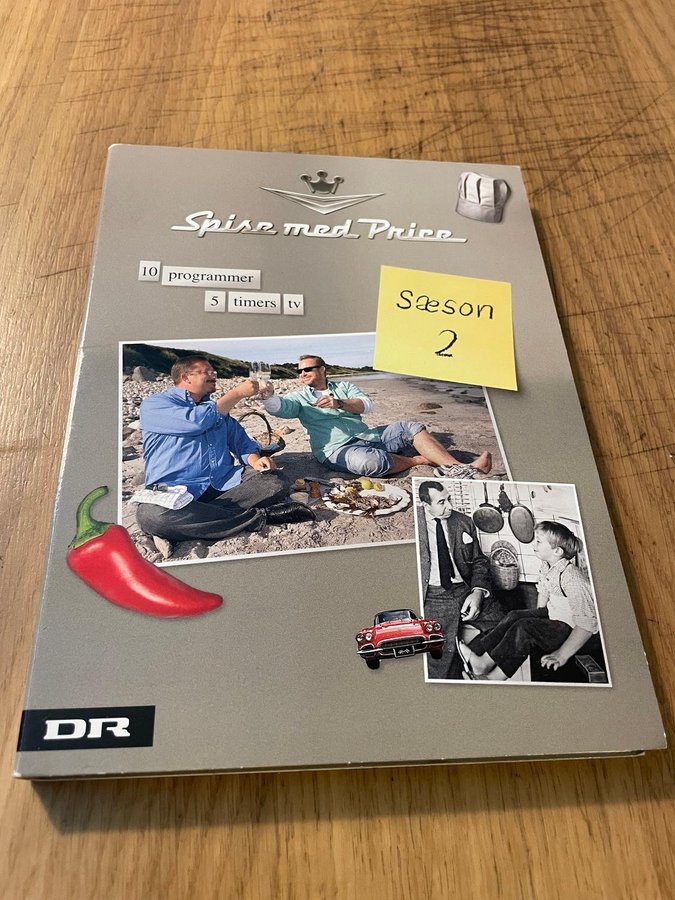 Spise med Price
10 programmer
5 timers tv
Sæson
2
DR